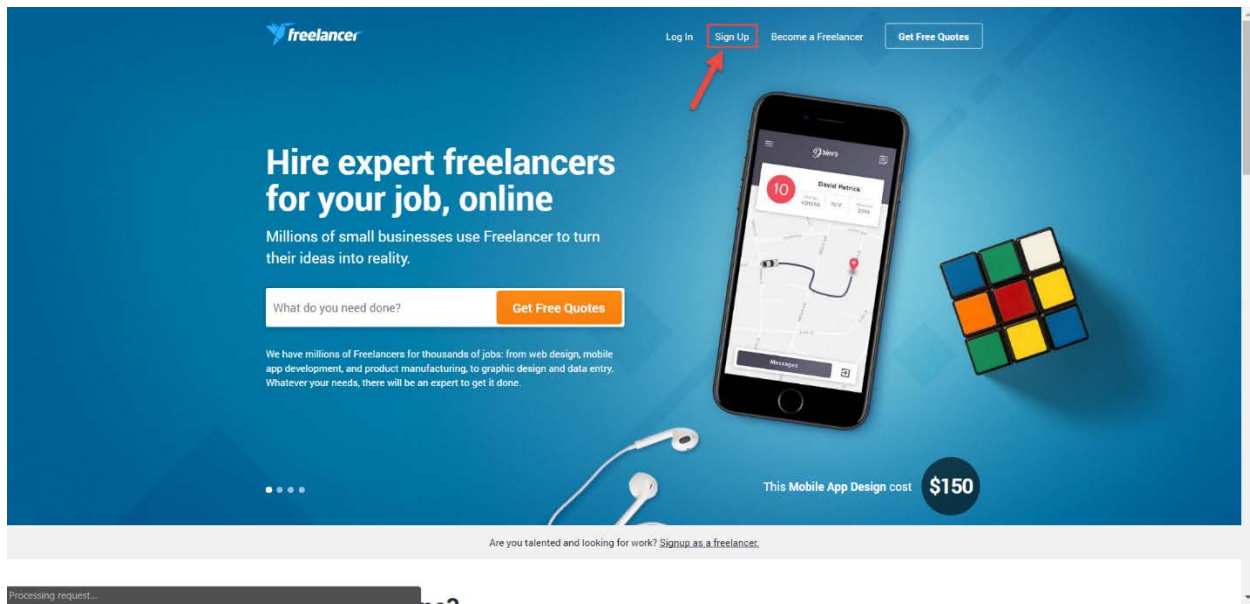 freelancer
Log In Sign Up Become a Freelancer Get Free Quotes
Hire expert freelancers
for your job, online
Millions of small businesses use Freelancer to turn
their ideas into reality.
What do you need done? Get Free Quotes
We have millions of Freelancers for thousands of jobs: from web design, mobile
app development, and product manufacturing, to graphic design and data entry.
Whatever your needs, there will be an expert to get it done.
10
David Patrick
Messages
This Mobile App Design cost $150
Are you talented and looking for work? Signup as a freelancer.
Processing request...